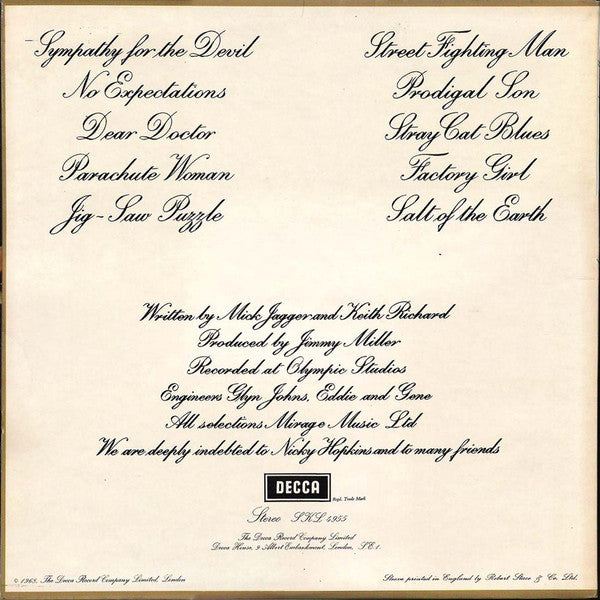 Sympathy for the Devil
No Expectations
Dear Doctor
Parachute Woman
Jig-Saw Puzzle
Street Fighting Man
Prodigal Son
Stray Cat Blues
Factory Girl
Salt of the Earth
Written by Mick Jagger and Keith Richard
Produced by Jimmy Miller
Recorded at Olympic Studios
Engineers Glyn Johns, Eddie and Gene
All selections Mirage Music Ltd
We are deeply indebted to Nicky Hopkins and to many friends
DECCA
Regd. Trade Mark
Stereo SKL 4955
The Decca Record Company Limited
Decca House, 9 Albert Embankment, London, S.E.1.
© 1968, The Decca Record Company Limited, London
Sleeve printed in England by Robert Stace & Co. Ltd.